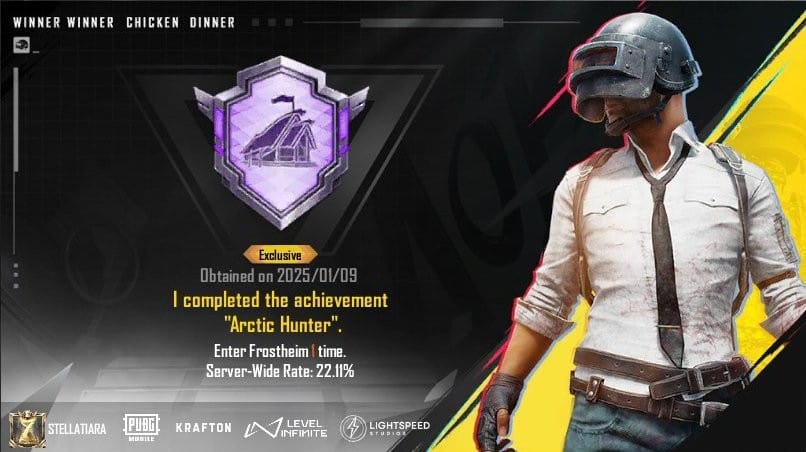 WINNER WINNER CHICKEN DINNER
Exclusive
Obtained on 2025/01/09
I completed the achievement
"Arctic Hunter".
Enter Frostheim 1 time.
Server-Wide Rate: 22.11%
STELLATIARA
PUBG
MOBILE
KRAFTON
LEVEL
INFINITE
LIGHTSPEED
STUDIOS